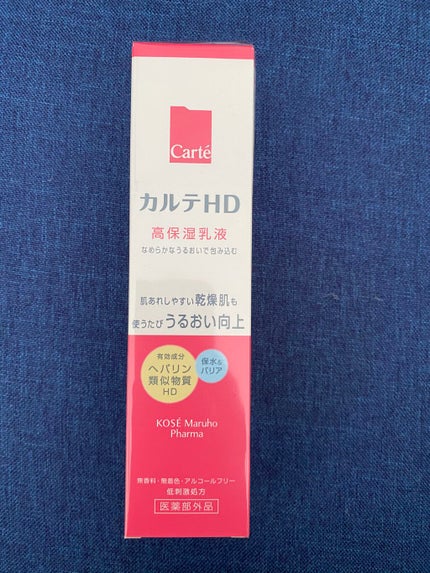 Carté
カルテHD
高保湿乳液
なめらかなうるおいで包み込む
肌あれしやすい乾燥肌も
使うたびうるおい向上
有効成分
ヘパリン
類似物質
HD
保水&
バリア
KOSÉ Maruho
Pharma
無香料・無着色・アルコールフリー
低刺激処方
医薬部外品